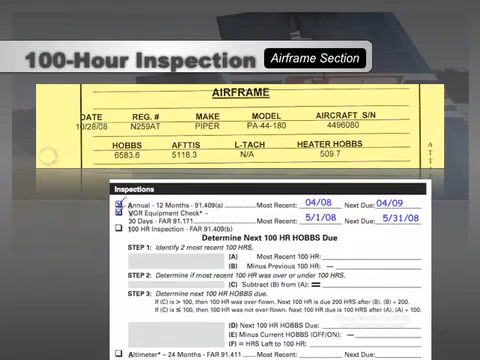 100-Hour Inspection Airframe Section
AIRFRAME
DATE REG. # MAKE MODEL AIRCRAFT S/N
10/28/08 N259AT PIPER PA-44-180 4496080
HOBBS AFTTIS L-TACH HEATER HOBBS
6583.6 5118.3 N/A 509.7
A
T
T
Inspections
Annual - 12 Months - 91.409(a) Most Recent: 04/08 Next Due: 04/09
VOR Equipment Check* -
30 Days - FAR 91.171 Most Recent: 5/1/08 Next Due: 5/31/08
100 HR Inspection - FAR 91.409(b)
Determine Next 100 HR HOBBS Due
STEP 1: Identify 2 most recent 100 HRS.
(A) Most Recent 100 HR:
(B) Minus Previous 100 HR: –
STEP 2: Determine if most recent 100 HR was over or under 100 HRS.
(C) Subtract (B) from (A): =
STEP 3: Determine next 100 HR HOBBS due.
If (C) is > 100, then 100 HR was over-flown. Next 100 HR is due 200 HRS after (B). (B) + 200.
If (C) is ≤ 100, then 100 HR was not over-flown. Next 100 HR is due 100 HRS after (A). (A) + 100.
(D) Next 100 HR HOBBS Due:
(E) Minus Current HOBBS (OFF/ON) –
(F) = HRS Left to 100 HR:
Altimeter* – 24 Months - FAR 91.411 Most Recent: Next Due: